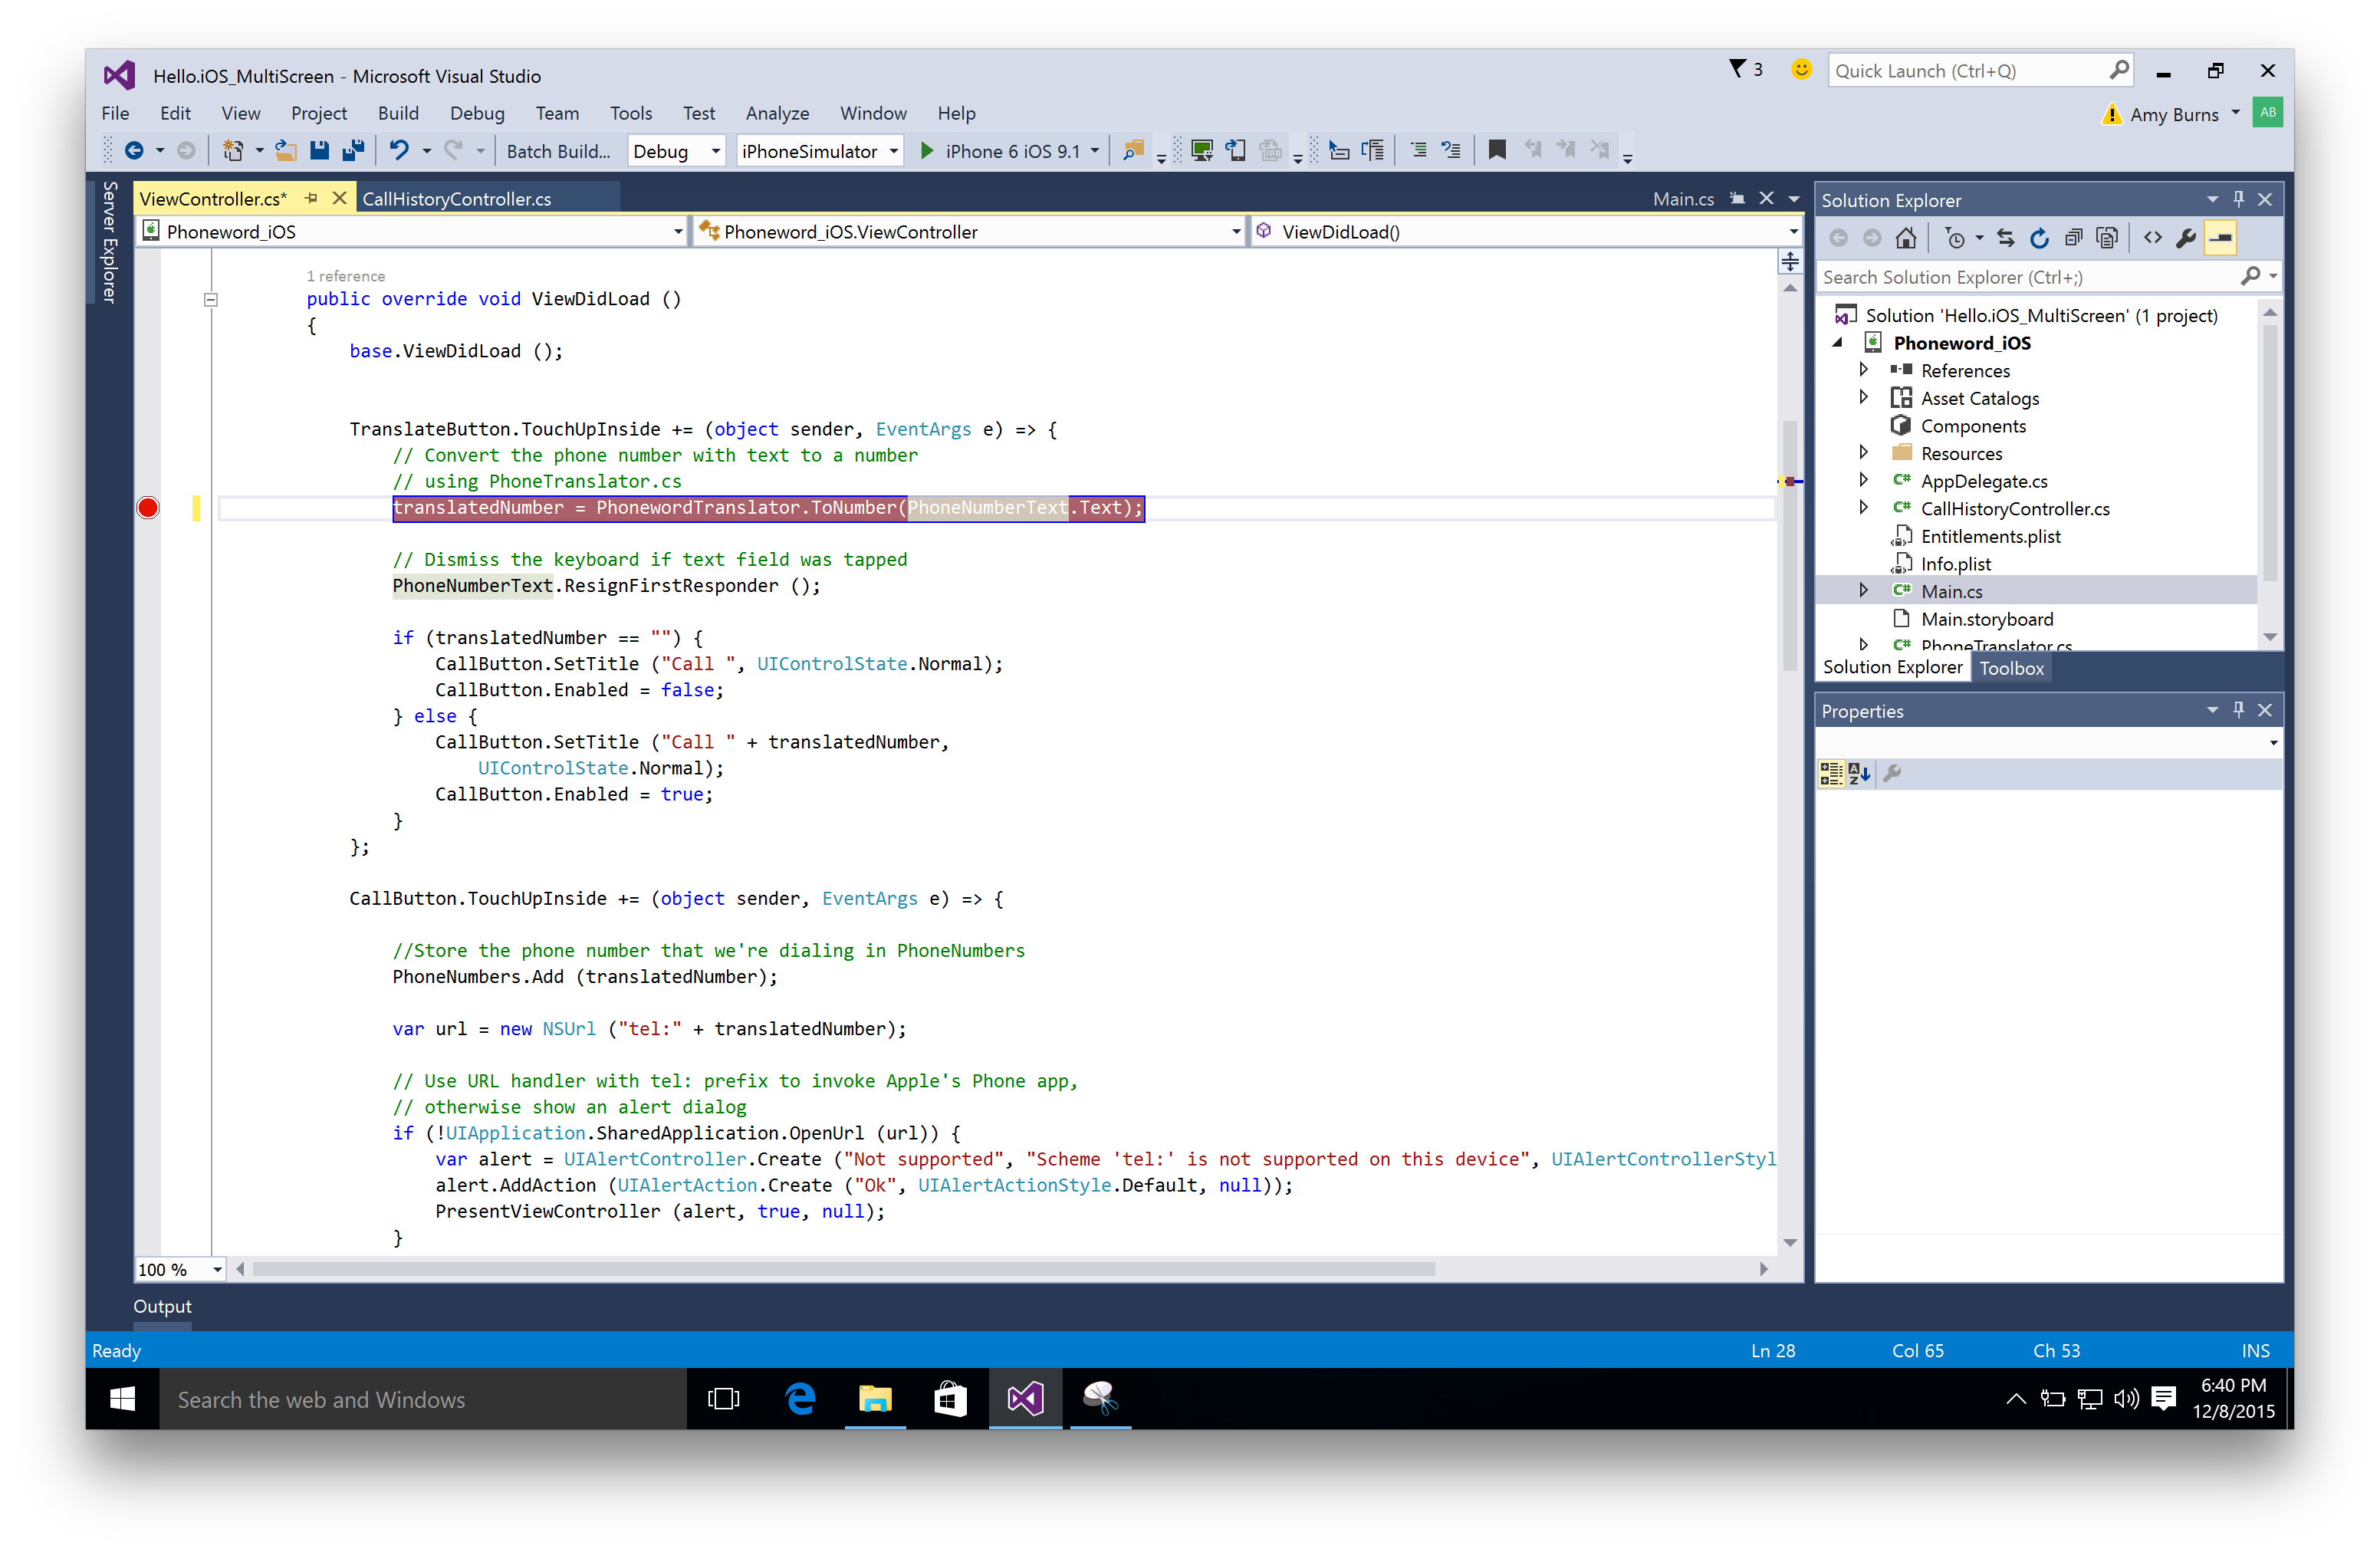 Hello.iOS_MultiScreen - Microsoft Visual Studio
3
Quick Launch (Ctrl+Q)
File Edit View Project Build Debug Team Tools Test Analyze Window Help
Amy Burns
AB
Batch Build... Debug iPhoneSimulator iPhone 6 iOS 9.1
Server Explorer
ViewController.cs* CallHistoryController.cs
Main.cs
Phoneword_iOS Phoneword_iOS.ViewController ViewDidLoad()
1 reference
public override void ViewDidLoad ()
{
base.ViewDidLoad ();
TranslateButton.TouchUpInside += (object sender, EventArgs e) => {
// Convert the phone number with text to a number
// using PhoneTranslator.cs
translatedNumber = PhonewordTranslator.ToNumber(PhoneNumberText.Text);
// Dismiss the keyboard if text field was tapped
PhoneNumberText.ResignFirstResponder ();
if (translatedNumber == "") {
CallButton.SetTitle ("Call ", UIControlState.Normal);
CallButton.Enabled = false;
} else {
CallButton.SetTitle ("Call " + translatedNumber,
UIControlState.Normal);
CallButton.Enabled = true;
}
};
CallButton.TouchUpInside += (object sender, EventArgs e) => {
//Store the phone number that we're dialing in PhoneNumbers
PhoneNumbers.Add (translatedNumber);
var url = new NSUrl ("tel:" + translatedNumber);
// Use URL handler with tel: prefix to invoke Apple's Phone app,
// otherwise show an alert dialog
if (!UIApplication.SharedApplication.OpenUrl (url)) {
var alert = UIAlertController.Create ("Not supported", "Scheme 'tel:' is not supported on this device", UIAlertControllerStyl
alert.AddAction (UIAlertAction.Create ("Ok", UIAlertActionStyle.Default, null));
PresentViewController (alert, true, null);
}
100 %
Solution Explorer
Search Solution Explorer (Ctrl+;)
Solution 'Hello.iOS_MultiScreen' (1 project)
Phoneword_iOS
References
Asset Catalogs
Components
Resources
C# AppDelegate.cs
C# CallHistoryController.cs
Entitlements.plist
Info.plist
C# Main.cs
Main.storyboard
C# PhoneTranslator.cs
Solution Explorer Toolbox
Properties
Output
Ready
Ln 28 Col 65 Ch 53 INS
Search the web and Windows
6:40 PM
12/8/2015